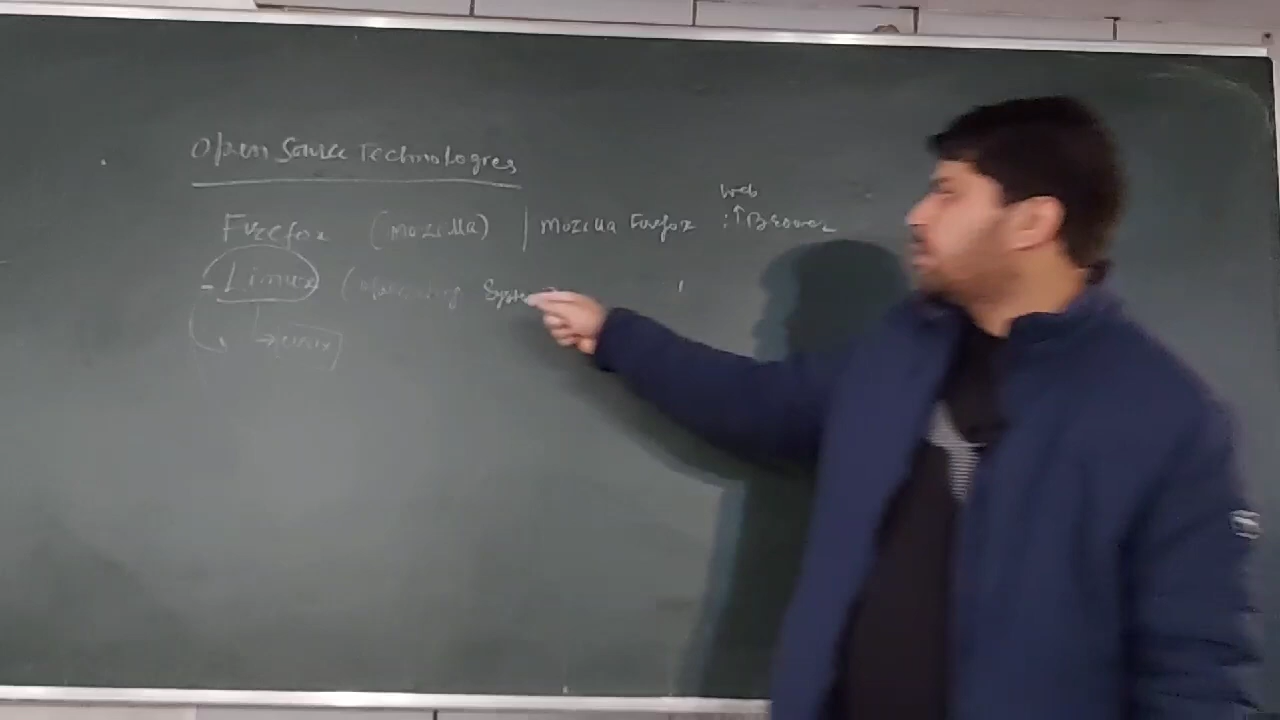 Open Source Technologies
web
Firefox (Mozilla) | Mozilla Firefox : ↑ Browser
- Linux (Operating System
→ Unix